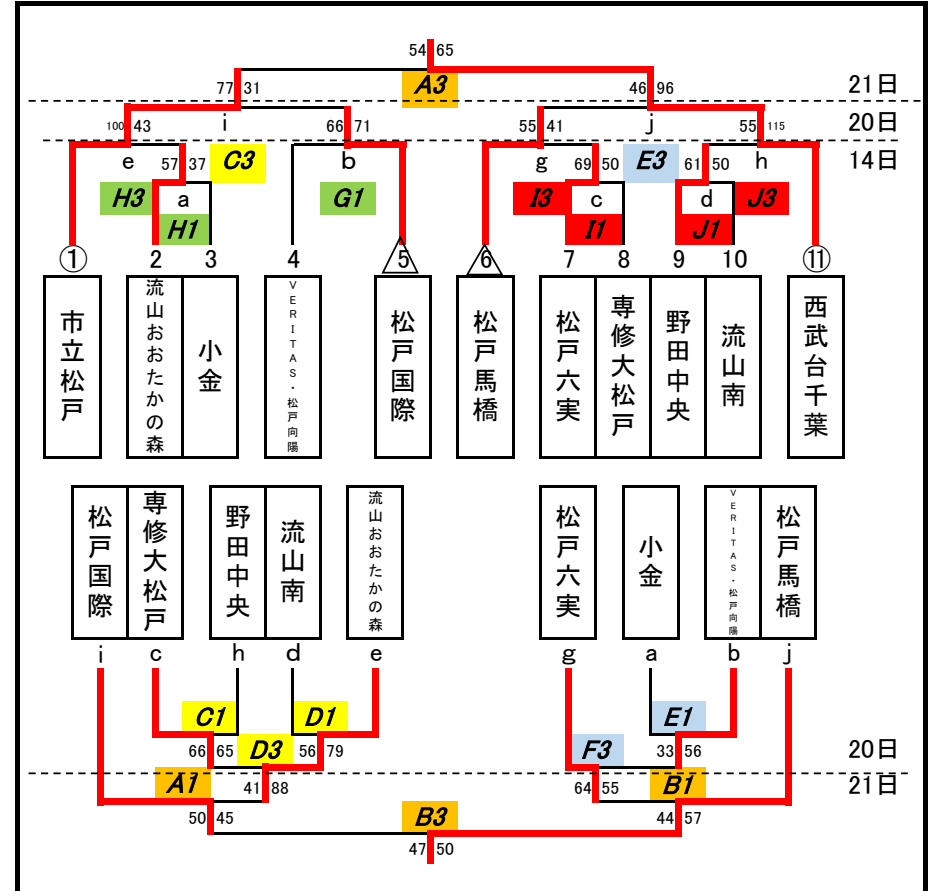 54 65
A3
77 31
46 96
21日
i
j
20日
100 43
66 71
55 41
55 115
e
57 37
C3
b
g
69 50
E3
61 50
h
14日
H3
a
G1
I3
c
d
J3
H1
I1
J1
① 2 3 4 5 6 7 8 9 10 ⑪
市立松戸
流山おおたかの森
小金
VERITAS・松戸向陽
松戸国際
松戸馬橋
松戸六実
専修大松戸
野田中央
流山南
西武台千葉
松戸国際
専修大松戸
野田中央
流山南
流山おおたかの森
松戸六実
小金
VERITAS・松戸向陽
松戸馬橋
i c h d e g a b j
C1
D1
E1
66 65
D3
56 79
F3
33 56
20日
A1
41 88
64 55
B1
21日
50 45
B3
44 57
47 50